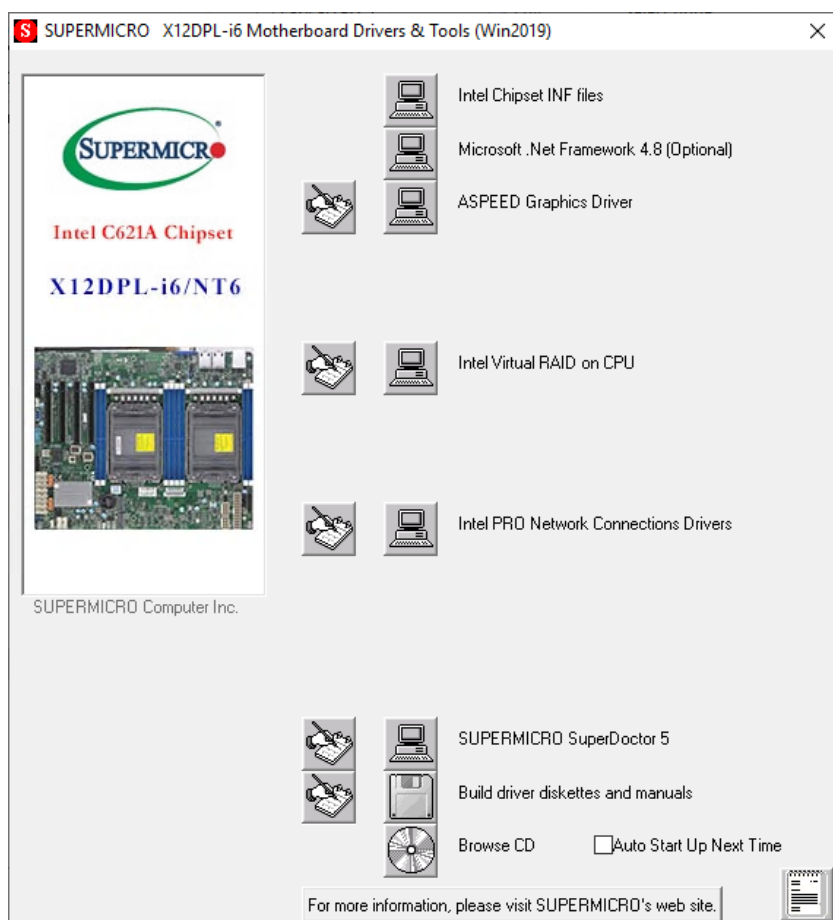 SUPERMICRO X12DPL-i6 Motherboard Drivers & Tools (Win2019)
SUPERMICRO
Intel C621A Chipset
X12DPL-i6/NT6
SUPERMICRO Computer Inc.
Intel Chipset INF files
Microsoft .Net Framework 4.8 (Optional)
ASPEED Graphics Driver
Intel Virtual RAID on CPU
Intel PRO Network Connections Drivers
SUPERMICRO SuperDoctor 5
Build driver diskettes and manuals
Browse CD Auto Start Up Next Time
For more information, please visit SUPERMICRO's web site.